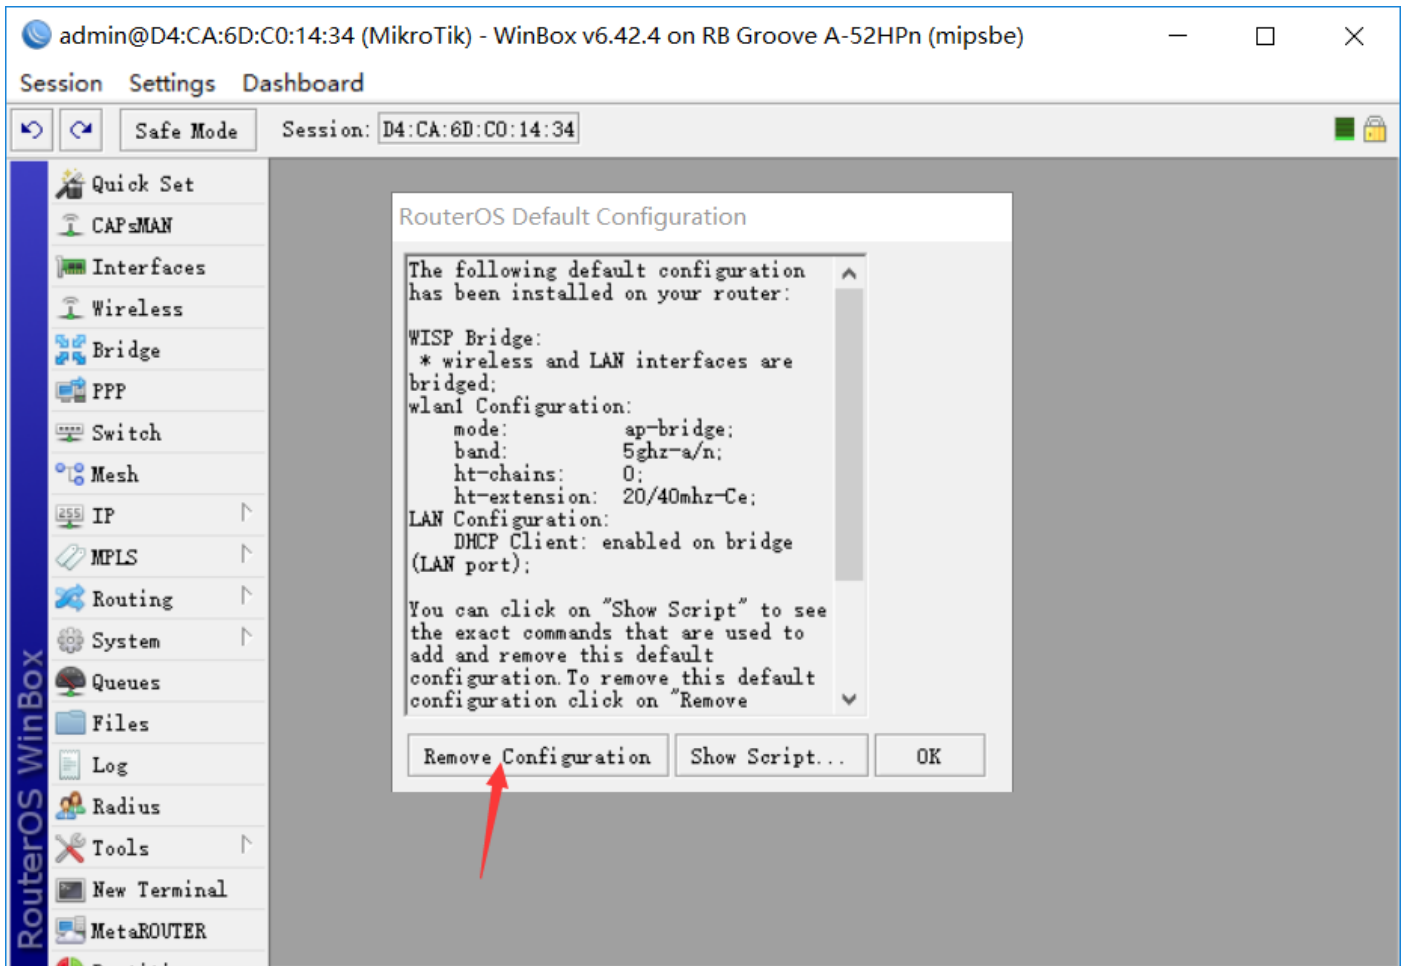 admin@D4:CA:6D:C0:14:34 (MikroTik) - WinBox v6.42.4 on RB Groove A-52HPn (mipsbe)
Session Settings Dashboard
Safe Mode Session: D4:CA:6D:C0:14:34
Quick Set
CAPsMAN
Interfaces
Wireless
Bridge
PPP
Switch
Mesh
IP
MPLS
Routing
System
Queues
Files
Log
Radius
Tools
New Terminal
MetaROUTER
RouterOS WinBox
RouterOS Default Configuration
The following default configuration
has been installed on your router:
WISP Bridge:
* wireless and LAN interfaces are
bridged;
wlan1 Configuration:
mode: ap-bridge;
band: 5ghz-a/n;
ht-chains: 0;
ht-extension: 20/40mhz-Ce;
LAN Configuration:
DHCP Client: enabled on bridge
(LAN port);
You can click on "Show Script" to see
the exact commands that are used to
add and remove this default
configuration.To remove this default
configuration click on "Remove
Remove Configuration Show Script... OK